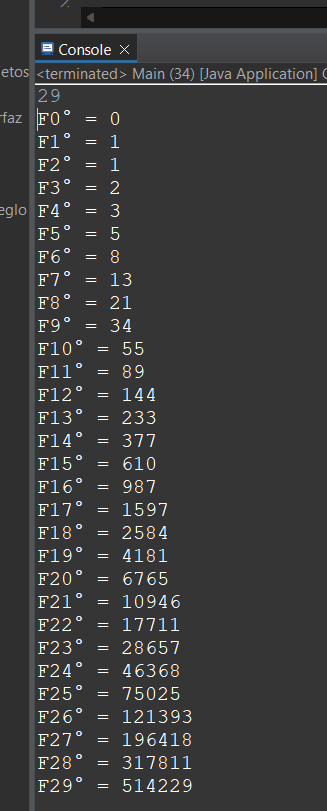 Console
etos
<terminated> Main (34) [Java Application]
29
rfaz
F0° = 0
F1° = 1
F2° = 1
F3° = 2
eglo
F4° = 3
F5° = 5
F6° = 8
F7° = 13
F8° = 21
F9° = 34
F10° = 55
F11° = 89
F12° = 144
F13° = 233
F14° = 377
F15° = 610
F16° = 987
F17° = 1597
F18° = 2584
F19° = 4181
F20° = 6765
F21° = 10946
F22° = 17711
F23° = 28657
F24° = 46368
F25° = 75025
F26° = 121393
F27° = 196418
F28° = 317811
F29° = 514229